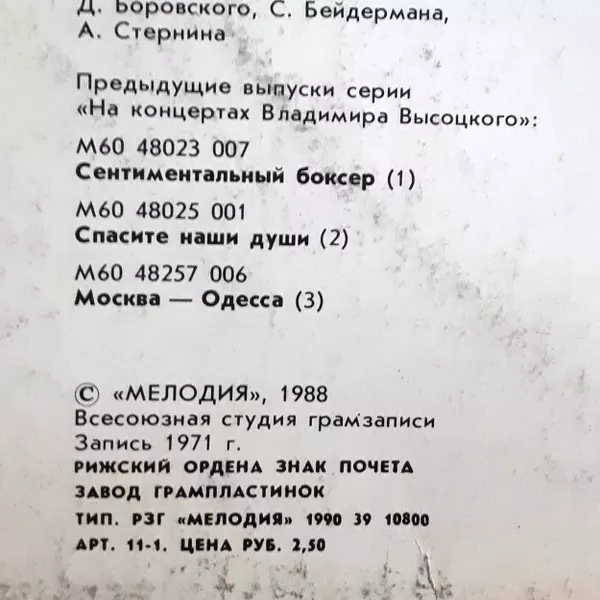 Д. Боровского, С. Бейдермана,
А. Стернина
Предыдущие выпуски серии
«На концертах Владимира Высоцкого»:
М60 48023 007
Сентиментальный боксер (1)
М60 48025 001
Спасите наши души (2)
М60 48257 006
Москва — Одесса (3)
© «МЕЛОДИЯ», 1988
Всесоюзная студия грамзаписи
Запись 1971 г.
РИЖСКИЙ ОРДЕНА ЗНАК ПОЧЕТА
ЗАВОД ГРАМПЛАСТИНОК
ТИП. РЗГ «МЕЛОДИЯ» 1990 39 10800
АРТ. 11-1. ЦЕНА РУБ. 2,50